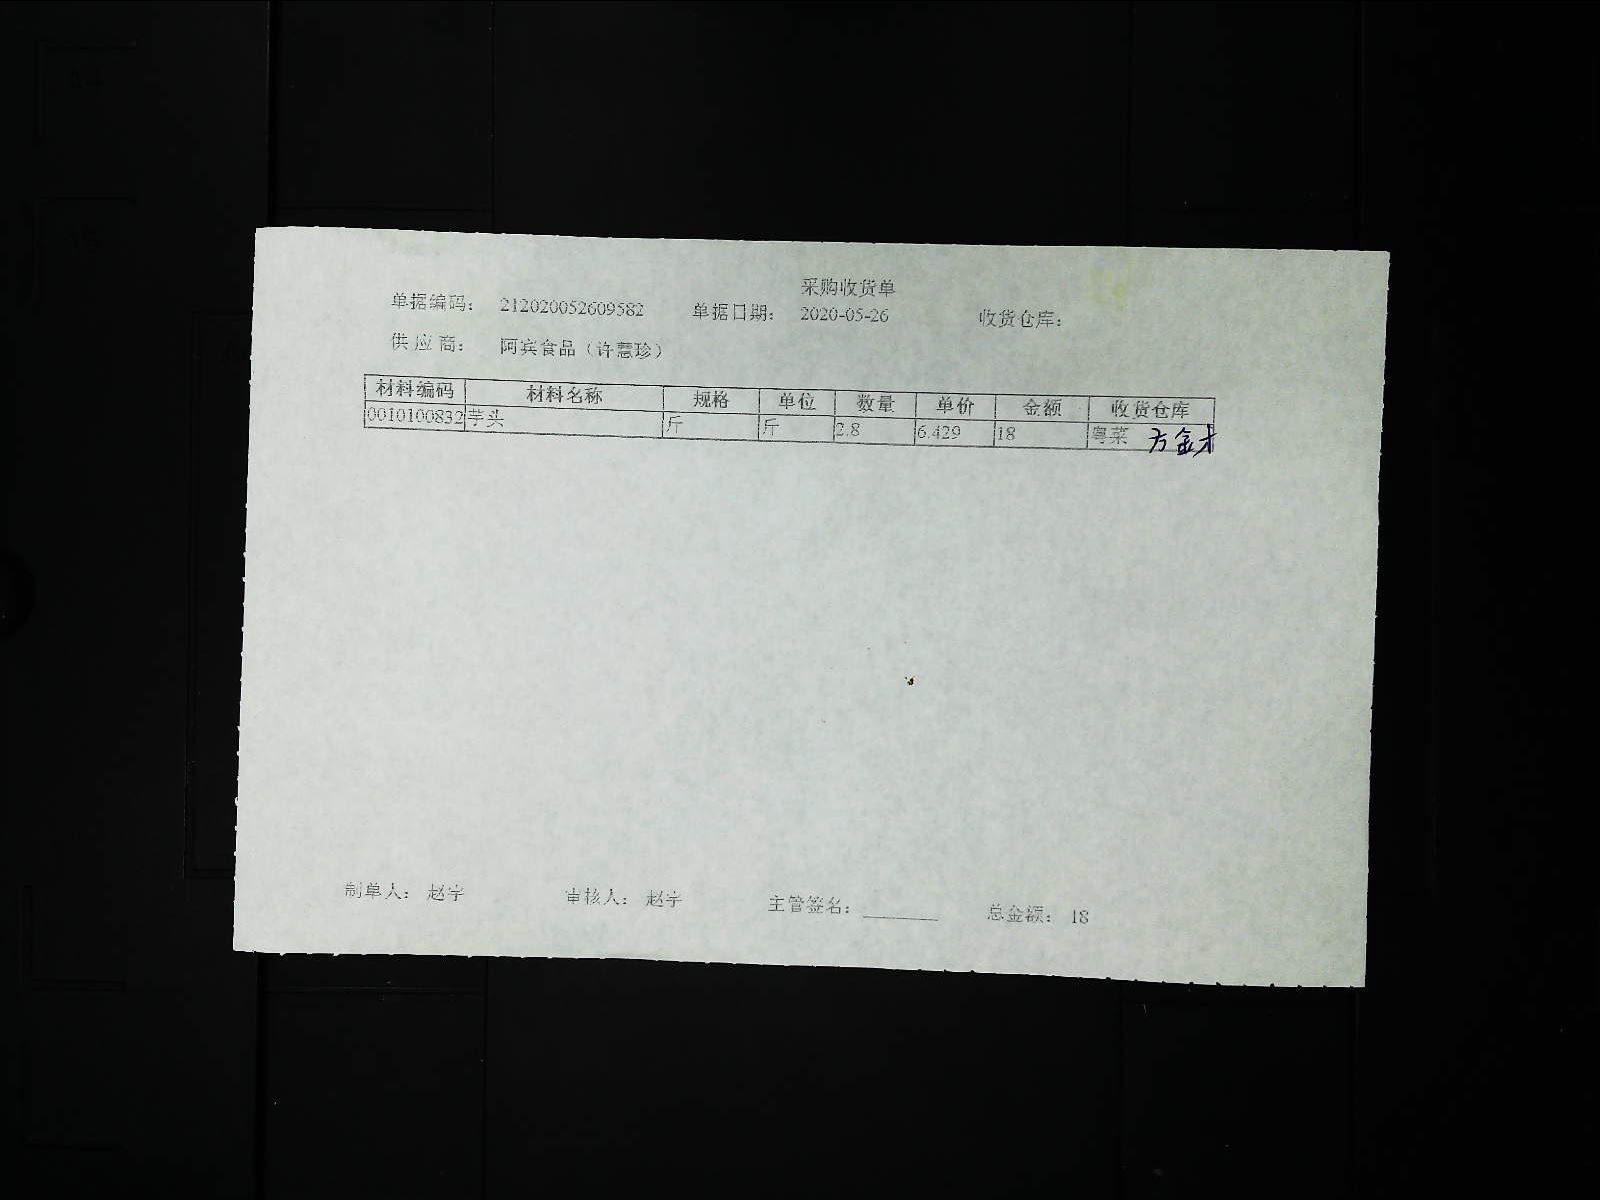 采购收货单
单据编码： 212020052609582 单据日期： 2020-05-26 收货仓库：
供应商： 阿宾食品（许慧珍）
材料编码 材料名称 规格 单位 数量 单价 金额 收货仓库
0010100832 芋头 斤 斤 2.8 6.429 18 粤菜 方金才
制单人： 赵宇 审核人： 赵宇 主管签名： 总金额： 18